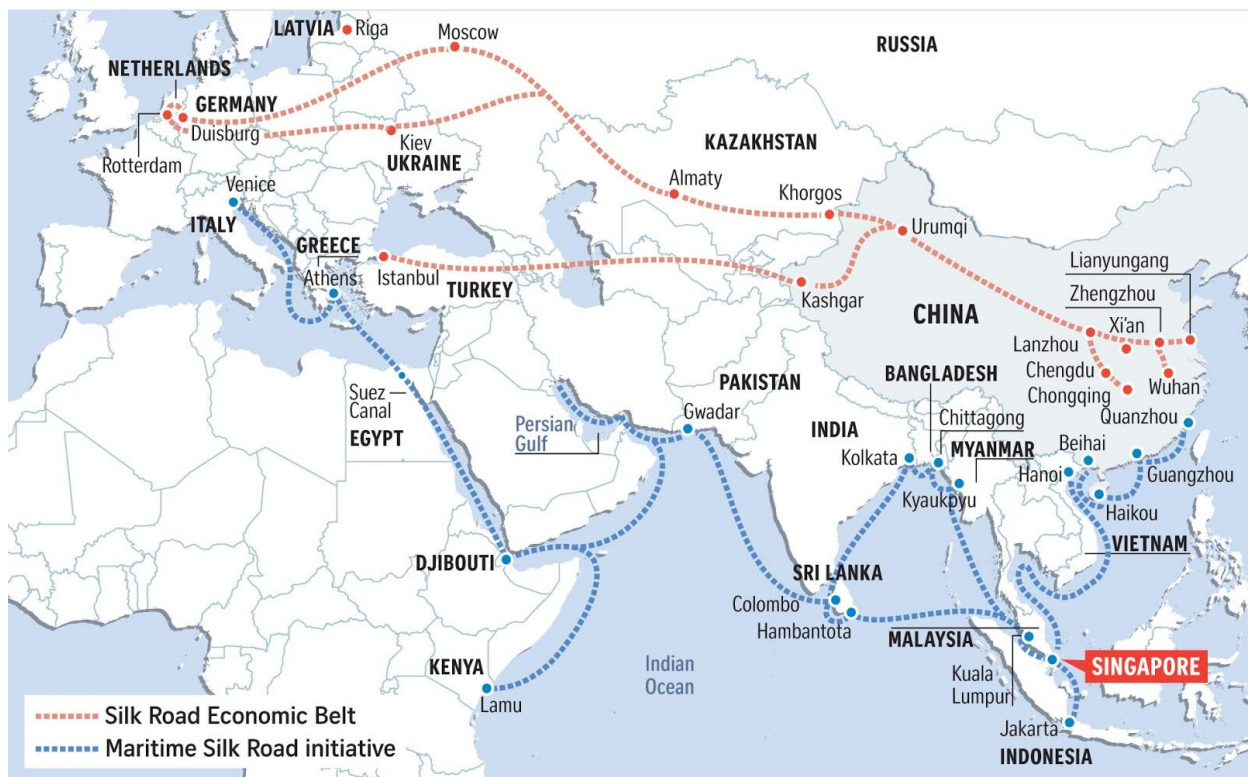 LATVIA
Riga
Moscow
RUSSIA
NETHERLANDS
GERMANY
Duisburg
Rotterdam
Kiev
UKRAINE
KAZAKHSTAN
Venice
Almaty
Khorgos
ITALY
Urumqi
GREECE
Athens
Istanbul
TURKEY
Kashgar
Lianyungang
Zhengzhou
CHINA
Xi'an
Lanzhou
Chengdu
Chongqing
Wuhan
Suez
Canal
EGYPT
Persian
Gulf
PAKISTAN
Gwadar
INDIA
BANGLADESH
Chittagong
MYANMAR
Kolkata
Kyaukpyu
Quanzhou
Beihai
Hanoi
Guangzhou
Haikou
VIETNAM
DJIBOUTI
SRI LANKA
Colombo
Hambantota
MALAYSIA
KENYA
Lamu
Indian
Ocean
Kuala
Lumpur
SINGAPORE
Jakarta
INDONESIA
Silk Road Economic Belt
Maritime Silk Road initiative